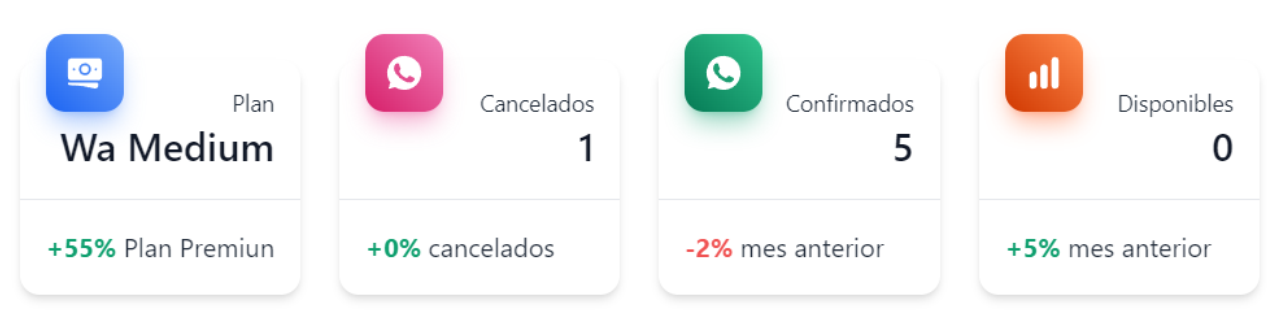 Plan
Wa Medium
+55% Plan Premiun
Cancelados
1
+0% cancelados
Confirmados
5
-2% mes anterior
Disponibles
0
+5% mes anterior